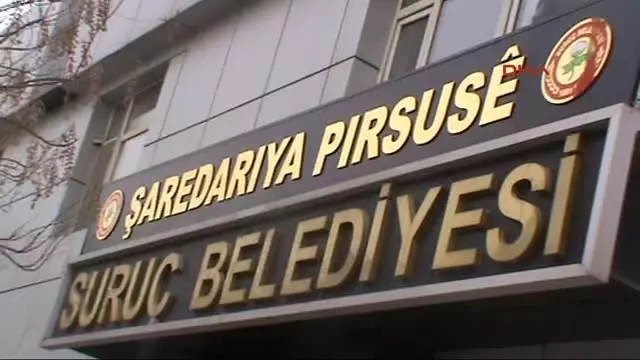 ŞAREDARIYA PIRSUSÊ
SURUÇ BELEDİYESİ